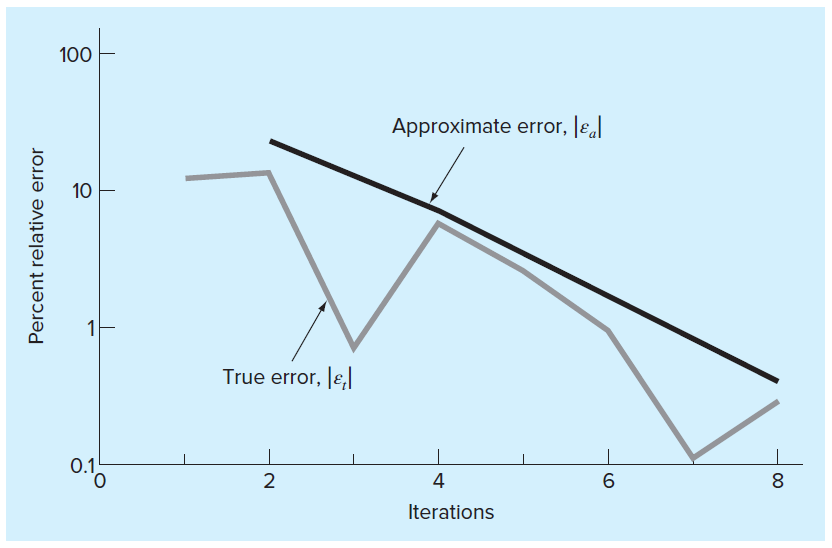 100
Approximate error, |εa|
10
Percent relative error
1
True error, |εt|
0.1
0
2
4
6
8
Iterations